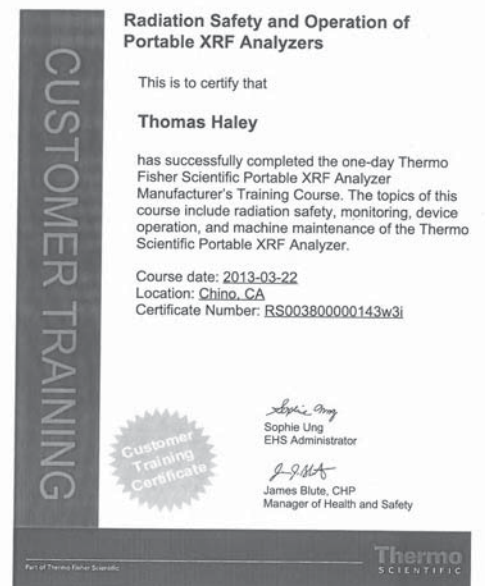 CUSTOMER TRAINING
Radiation Safety and Operation of
Portable XRF Analyzers
This is to certify that
Thomas Haley
has successfully completed the one-day Thermo
Fisher Scientific Portable XRF Analyzer
Manufacturer's Training Course. The topics of this
course include radiation safety, monitoring, device
operation, and machine maintenance of the Thermo
Scientific Portable XRF Analyzer.
Course date: 2013-03-22
Location: Chino, CA
Certificate Number: RS003800000143w3i
Customer
Training
Certificate
Sophie Ung
Sophie Ung
EHS Administrator
James Blute, CHP
Manager of Health and Safety
Part of Thermo Fisher Scientific
Thermo
SCIENTIFIC